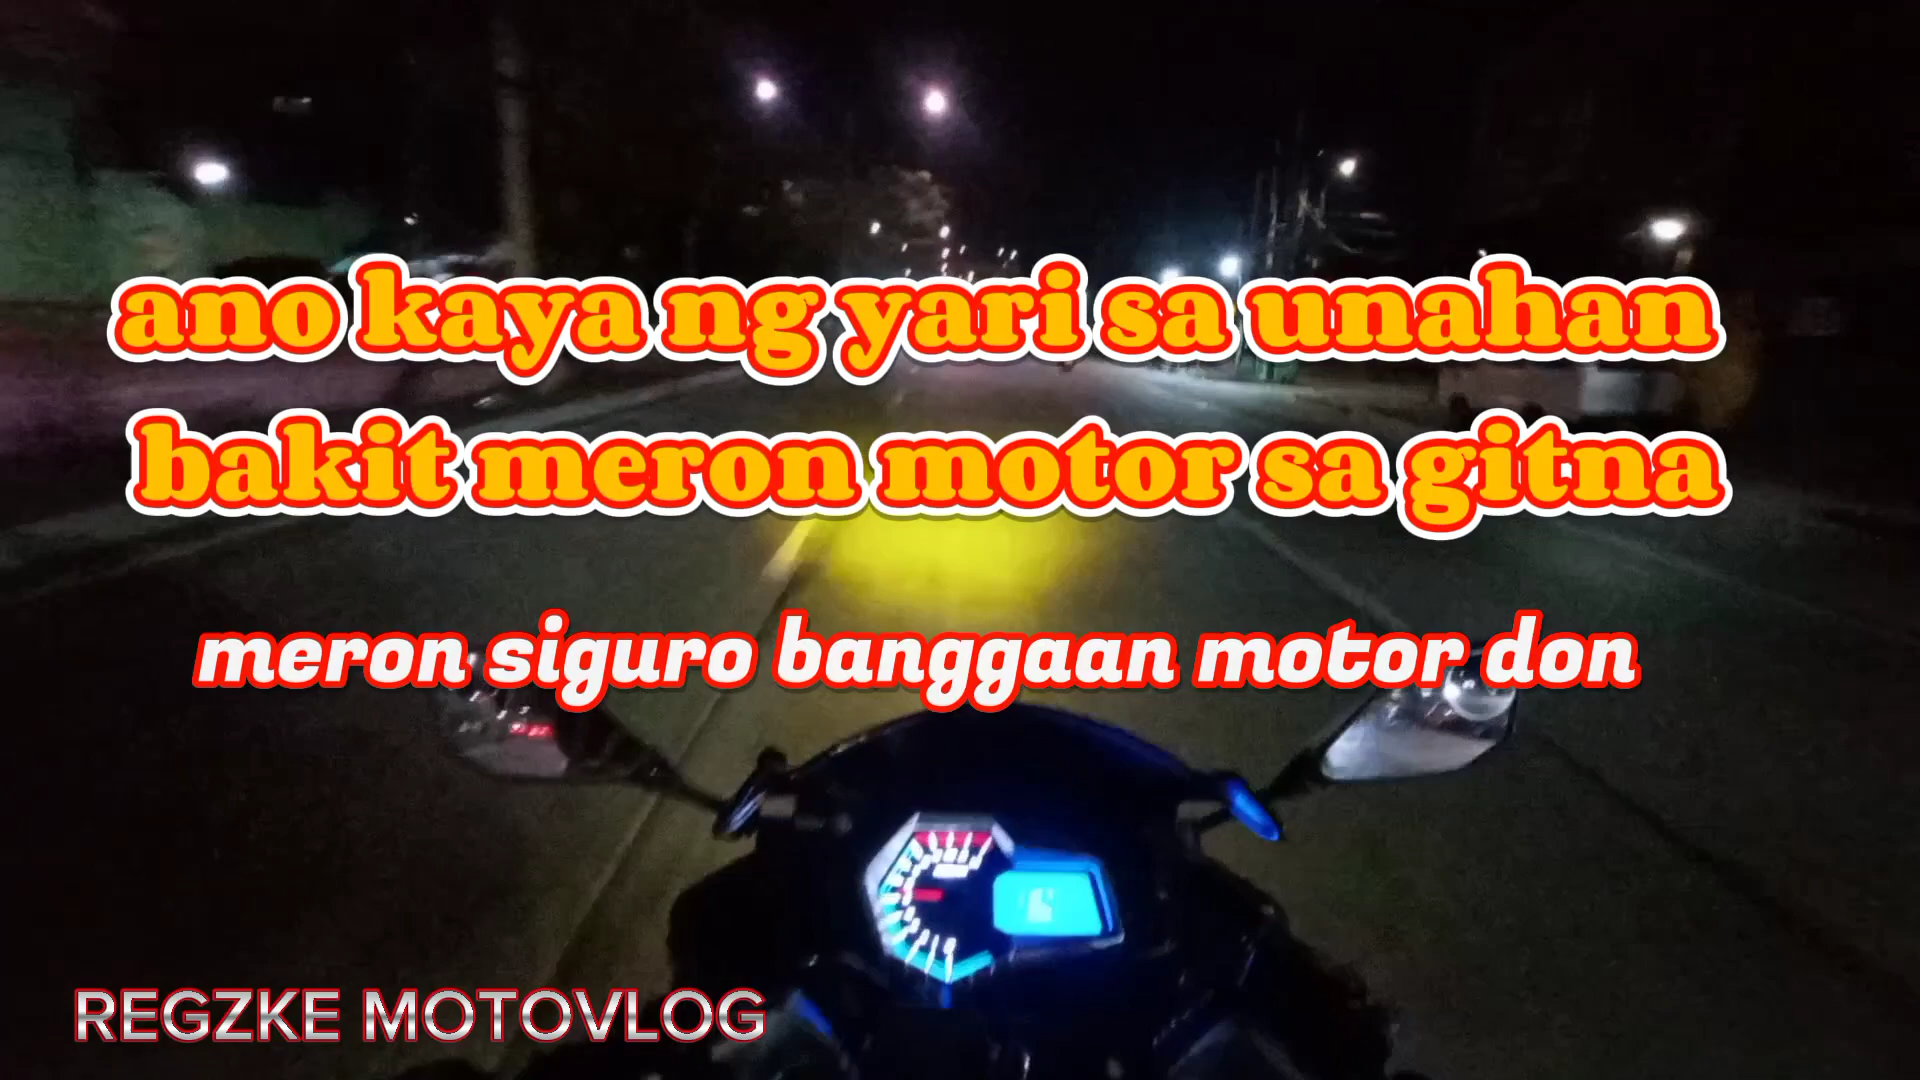 ano kaya ng yari sa unahan
bakit meron motor sa gitna
meron siguro banggaan motor don
REGZKE MOTOVLOG